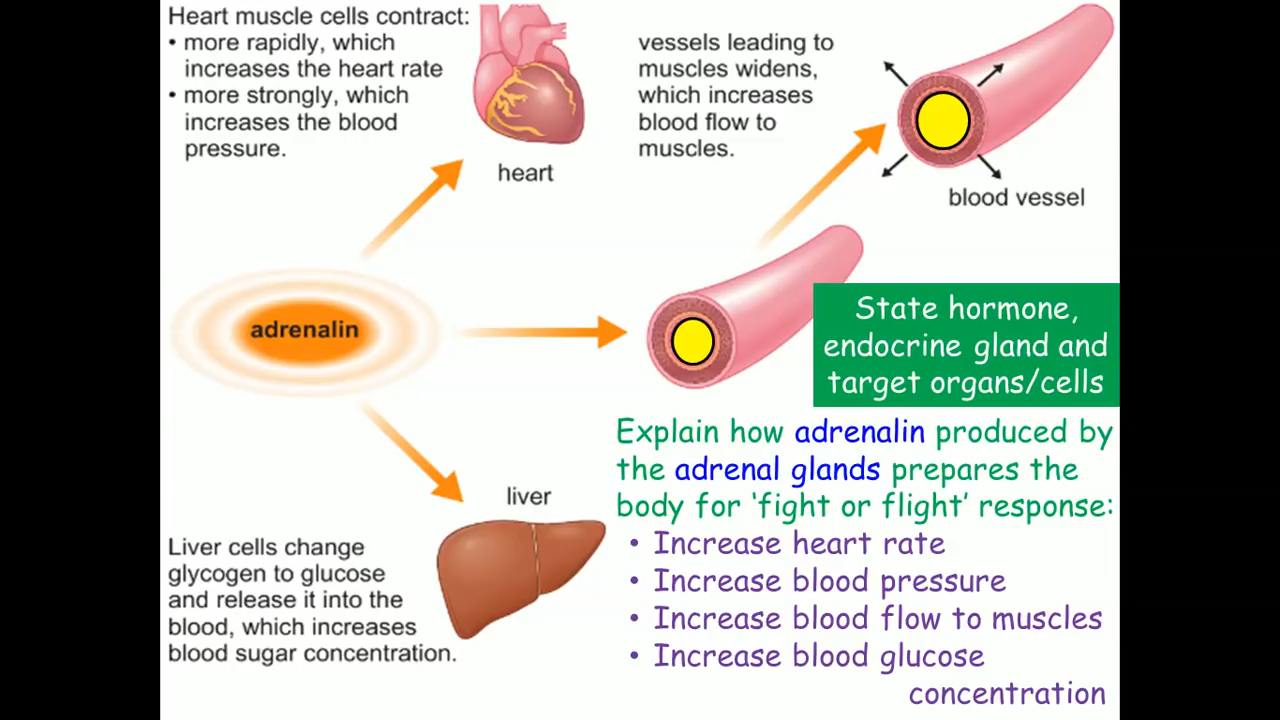 Heart muscle cells contract:
• more rapidly, which
increases the heart rate
• more strongly, which
increases the blood
pressure.
heart
vessels leading to
muscles widens,
which increases
blood flow to
muscles.
blood vessel
adrenalin
State hormone,
endocrine gland and
target organs/cells
liver
Liver cells change
glycogen to glucose
and release it into the
blood, which increases
blood sugar concentration.
Explain how adrenalin produced by
the adrenal glands prepares the
body for ‘fight or flight’ response:
• Increase heart rate
• Increase blood pressure
• Increase blood flow to muscles
• Increase blood glucose
concentration